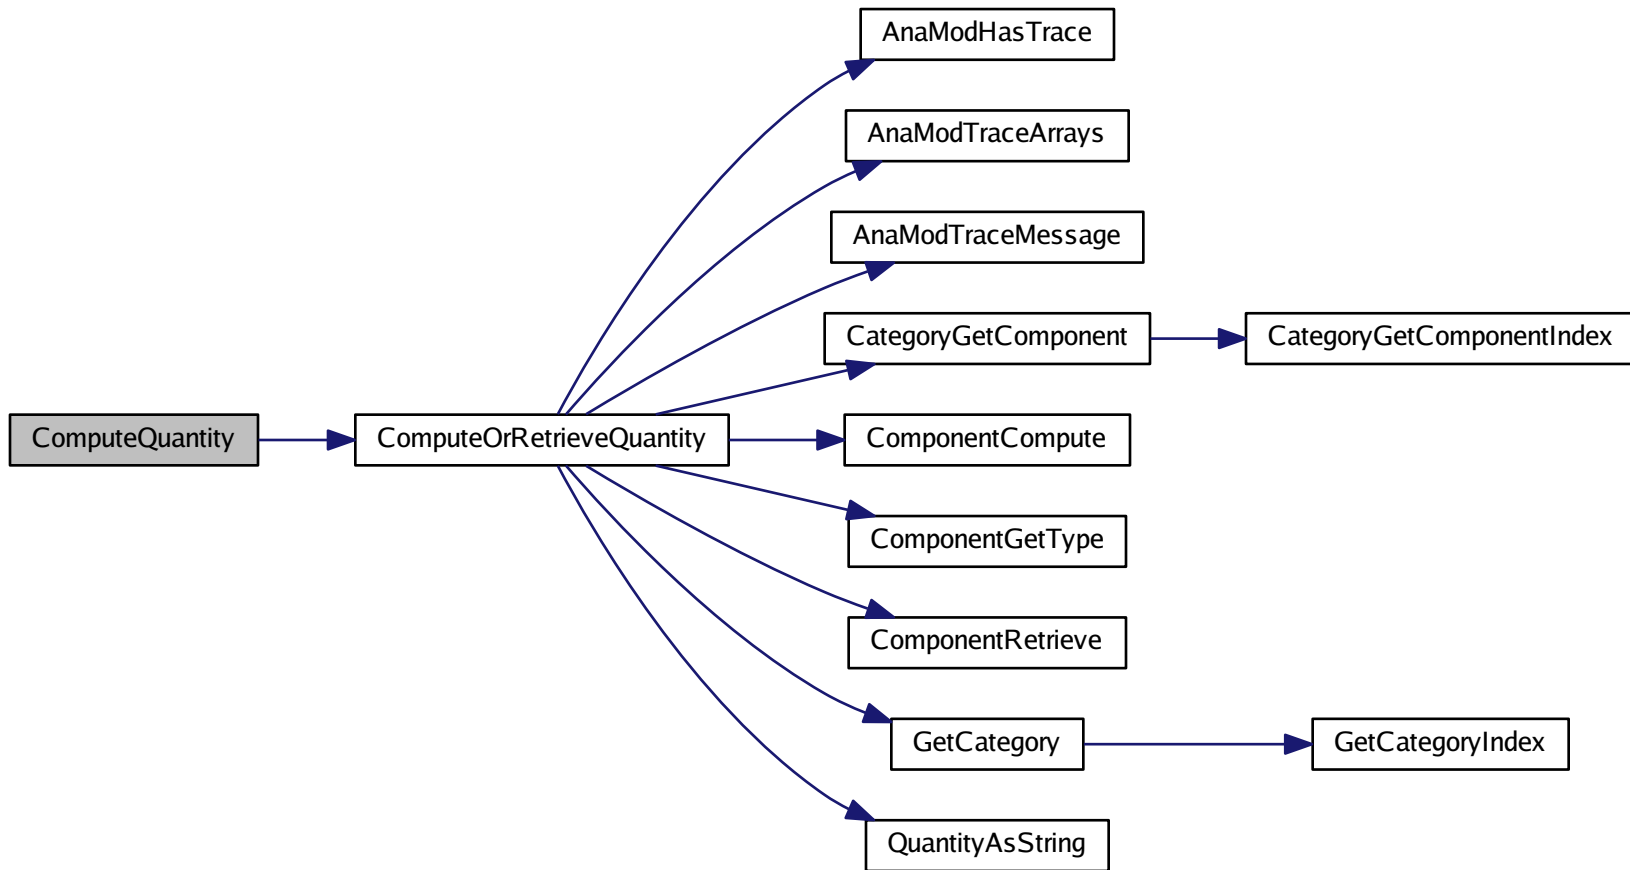 AnaModHasTrace
AnaModTraceArrays
AnaModTraceMessage
CategoryGetComponent
CategoryGetComponentIndex
ComputeQuantity
ComputeOrRetrieveQuantity
ComponentCompute
ComponentGetType
ComponentRetrieve
GetCategory
GetCategoryIndex
QuantityAsString